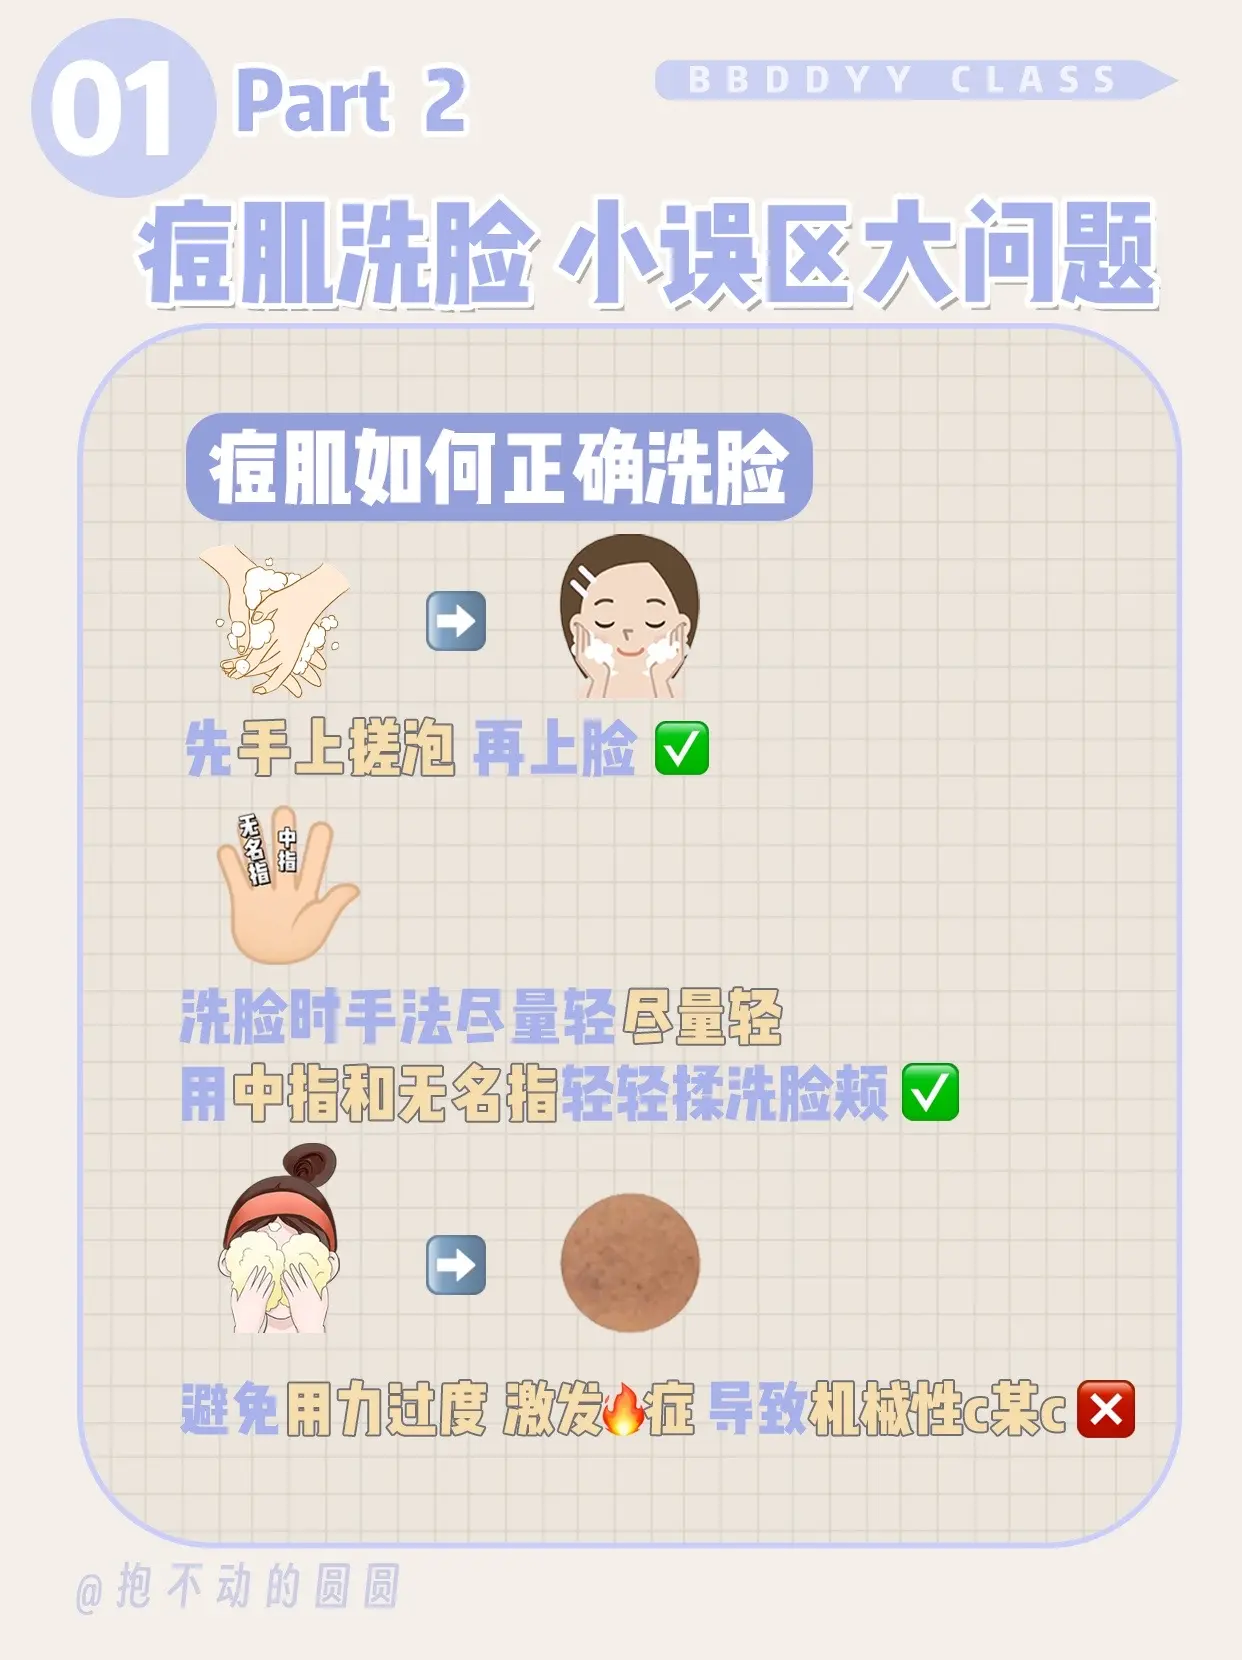 01 Part 2
BBDDYY CLASS
痘肌洗脸 小误区大问题
痘肌如何正确洗脸
先手上搓泡 再上脸 ✅
无名指
中指
洗脸时手法尽量轻尽量轻
用中指和无名指轻轻揉洗脸颊 ✅
避免用力过度 激发🔥症 导致机械性c某c ❌
@抱不动的圆圆